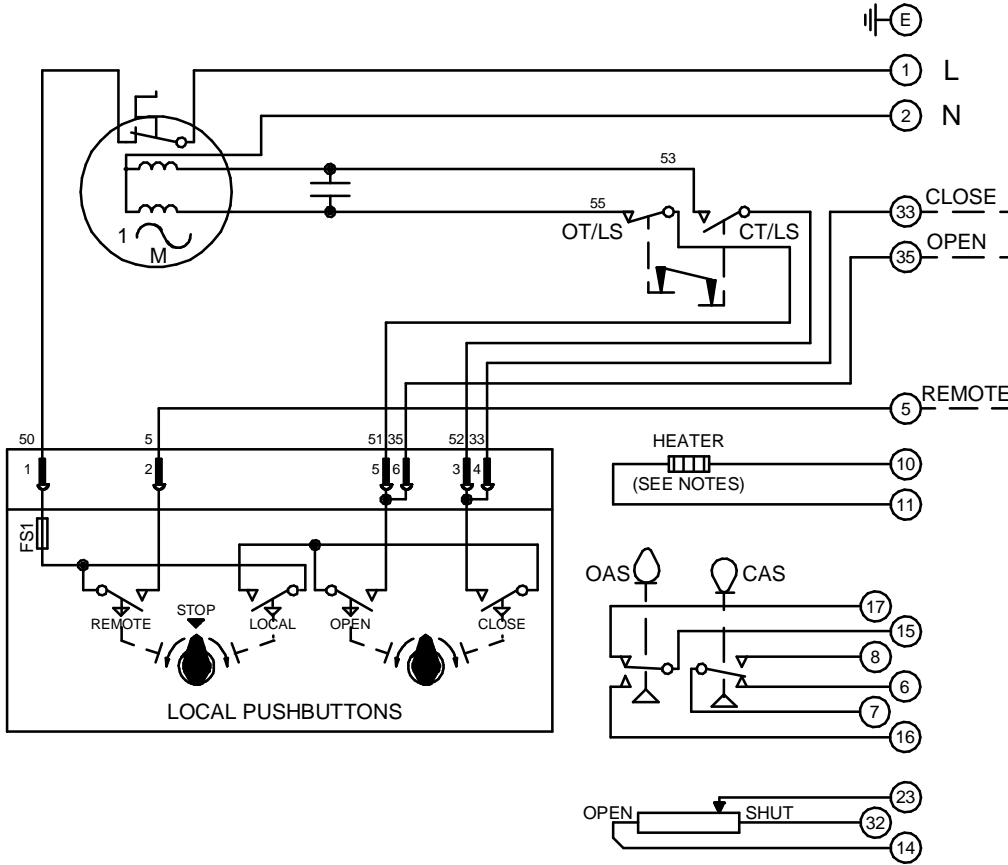 E
1 L
2 N
53
55
OT/LS
CT/LS
33 CLOSE
35 OPEN
1
M
5 REMOTE
50
5
51 35
52 33
1
2
5
6
3
4
HEATER
(SEE NOTES)
10
11
FS1
REMOTE
STOP
LOCAL
OPEN
CLOSE
LOCAL PUSHBUTTONS
OAS
CAS
17
15
8
6
7
16
OPEN
SHUT
23
32
14